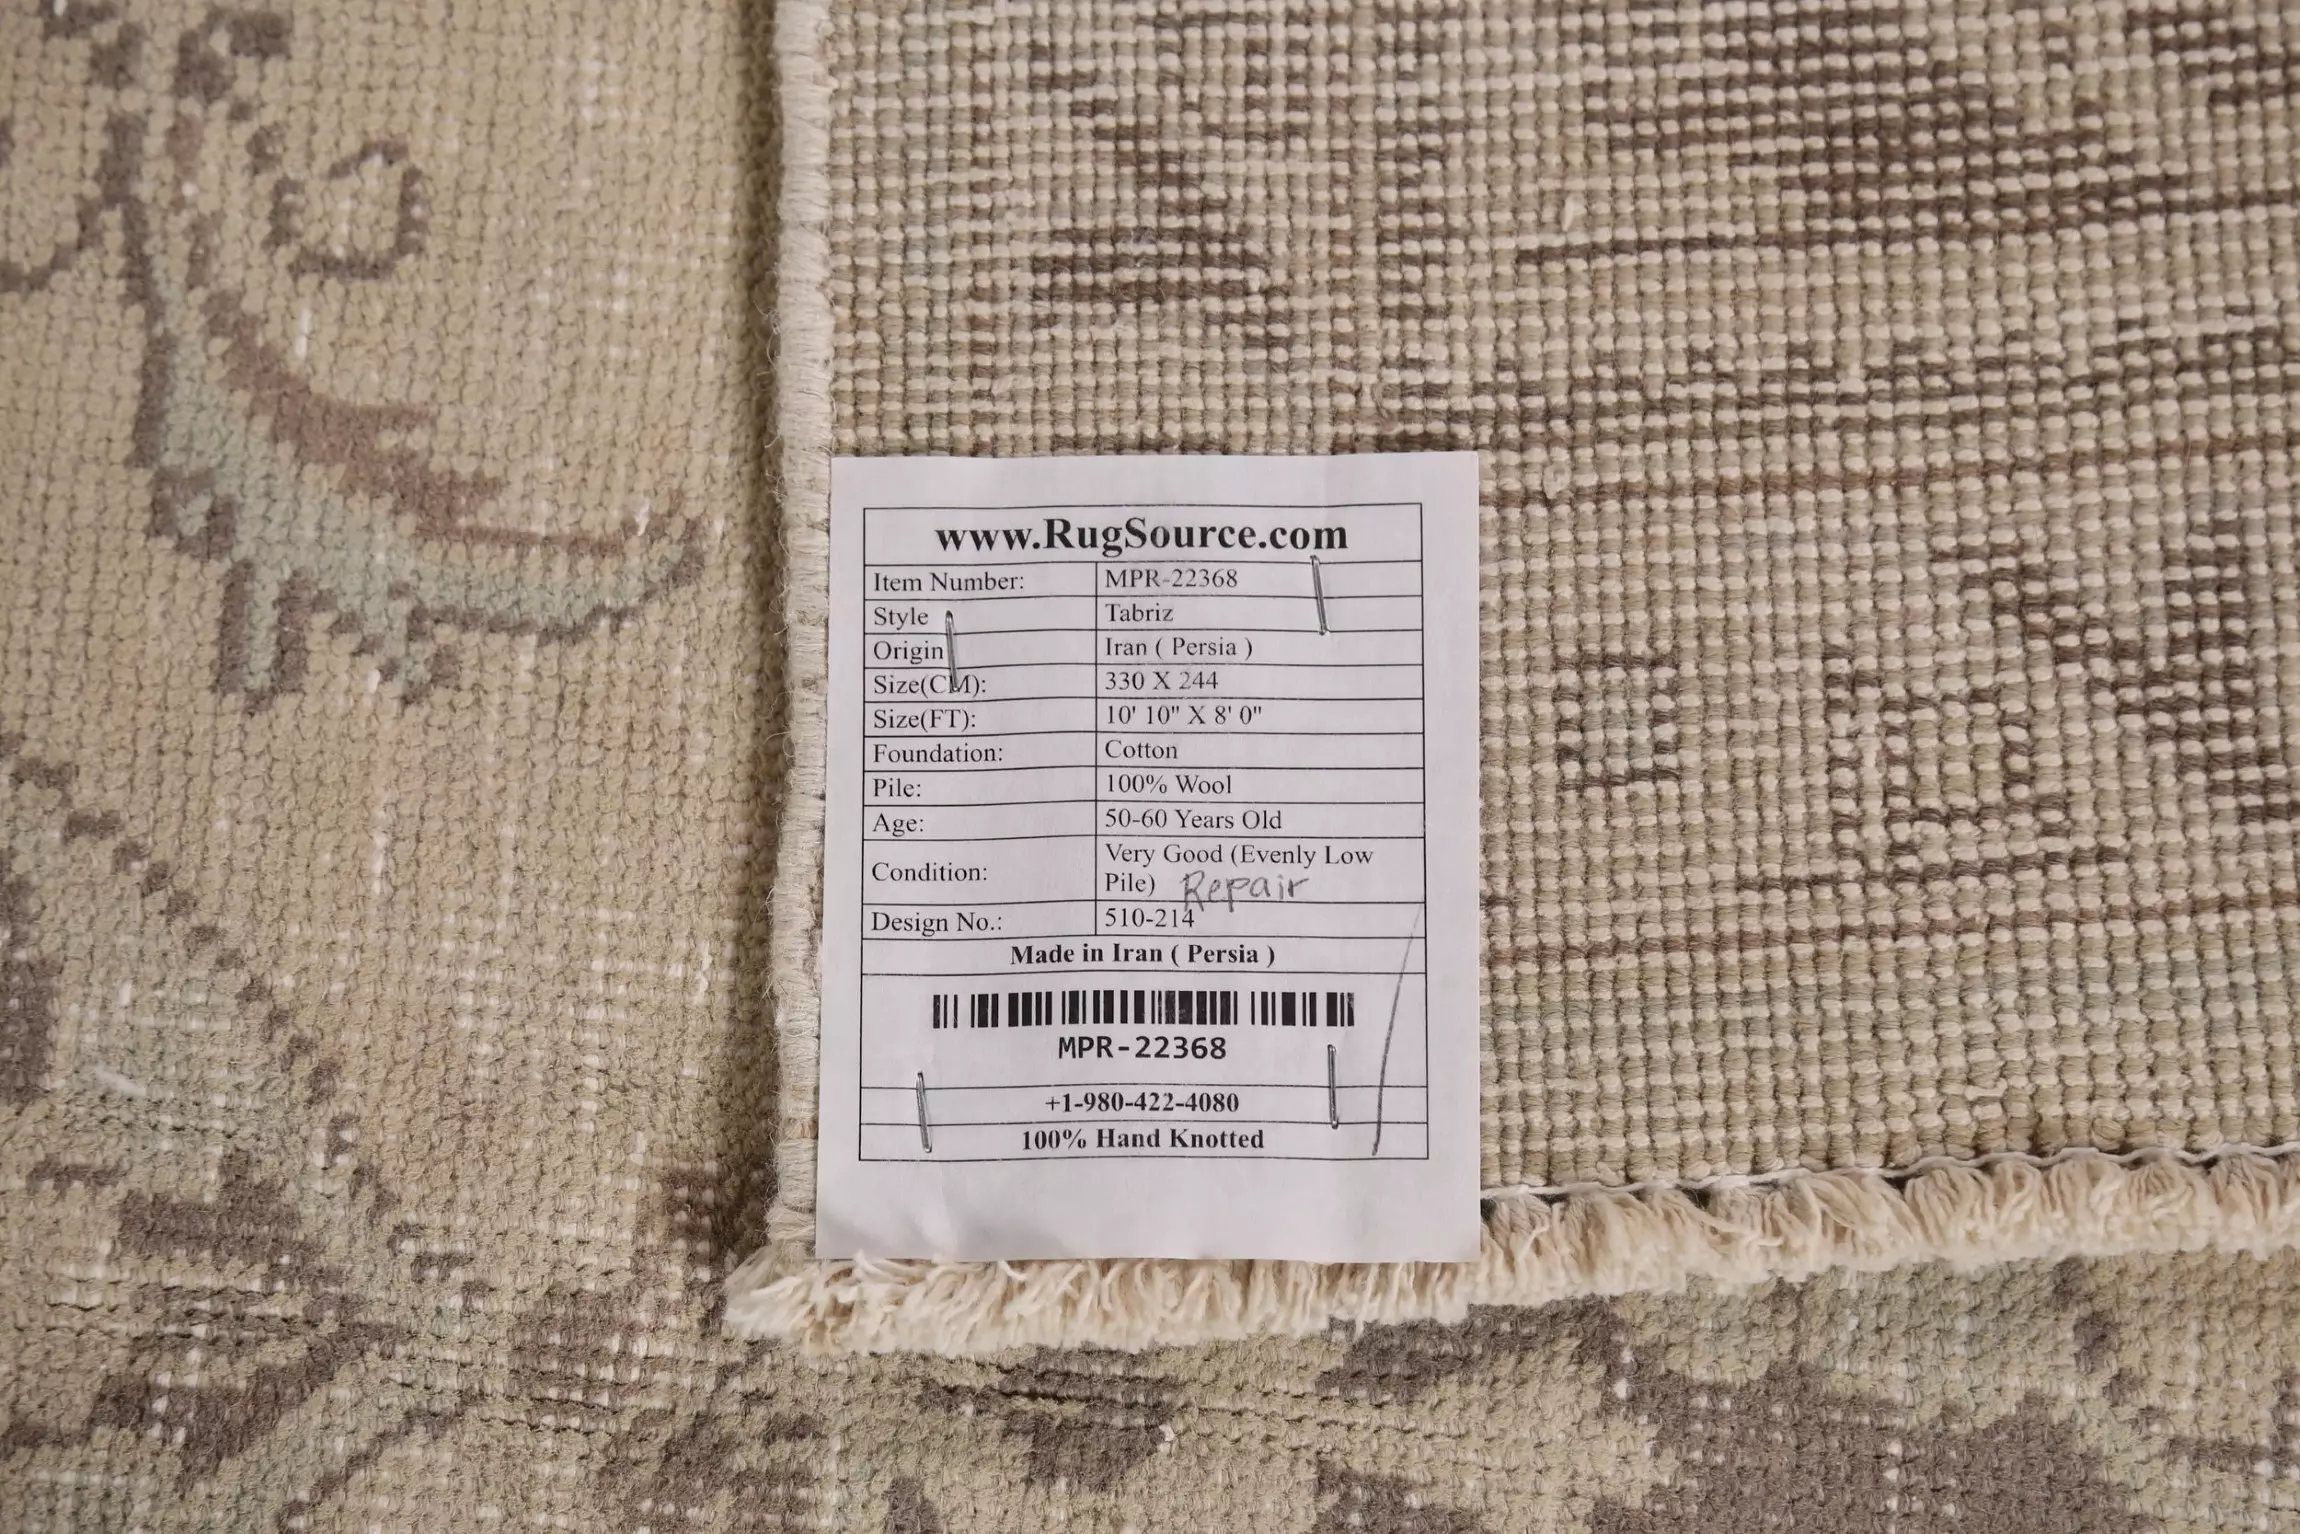 www.RugSource.com
Item Number: MPR-22368
Style Tabriz
Origin Iran ( Persia )
Size(CM): 330 X 244
Size(FT): 10' 10" X 8' 0"
Foundation: Cotton
Pile: 100% Wool
Age: 50-60 Years Old
Condition: Very Good (Evenly Low
Pile) Repair
Design No.: 510-214
Made in Iran ( Persia )
MPR-22368
+1-980-422-4080
100% Hand Knotted